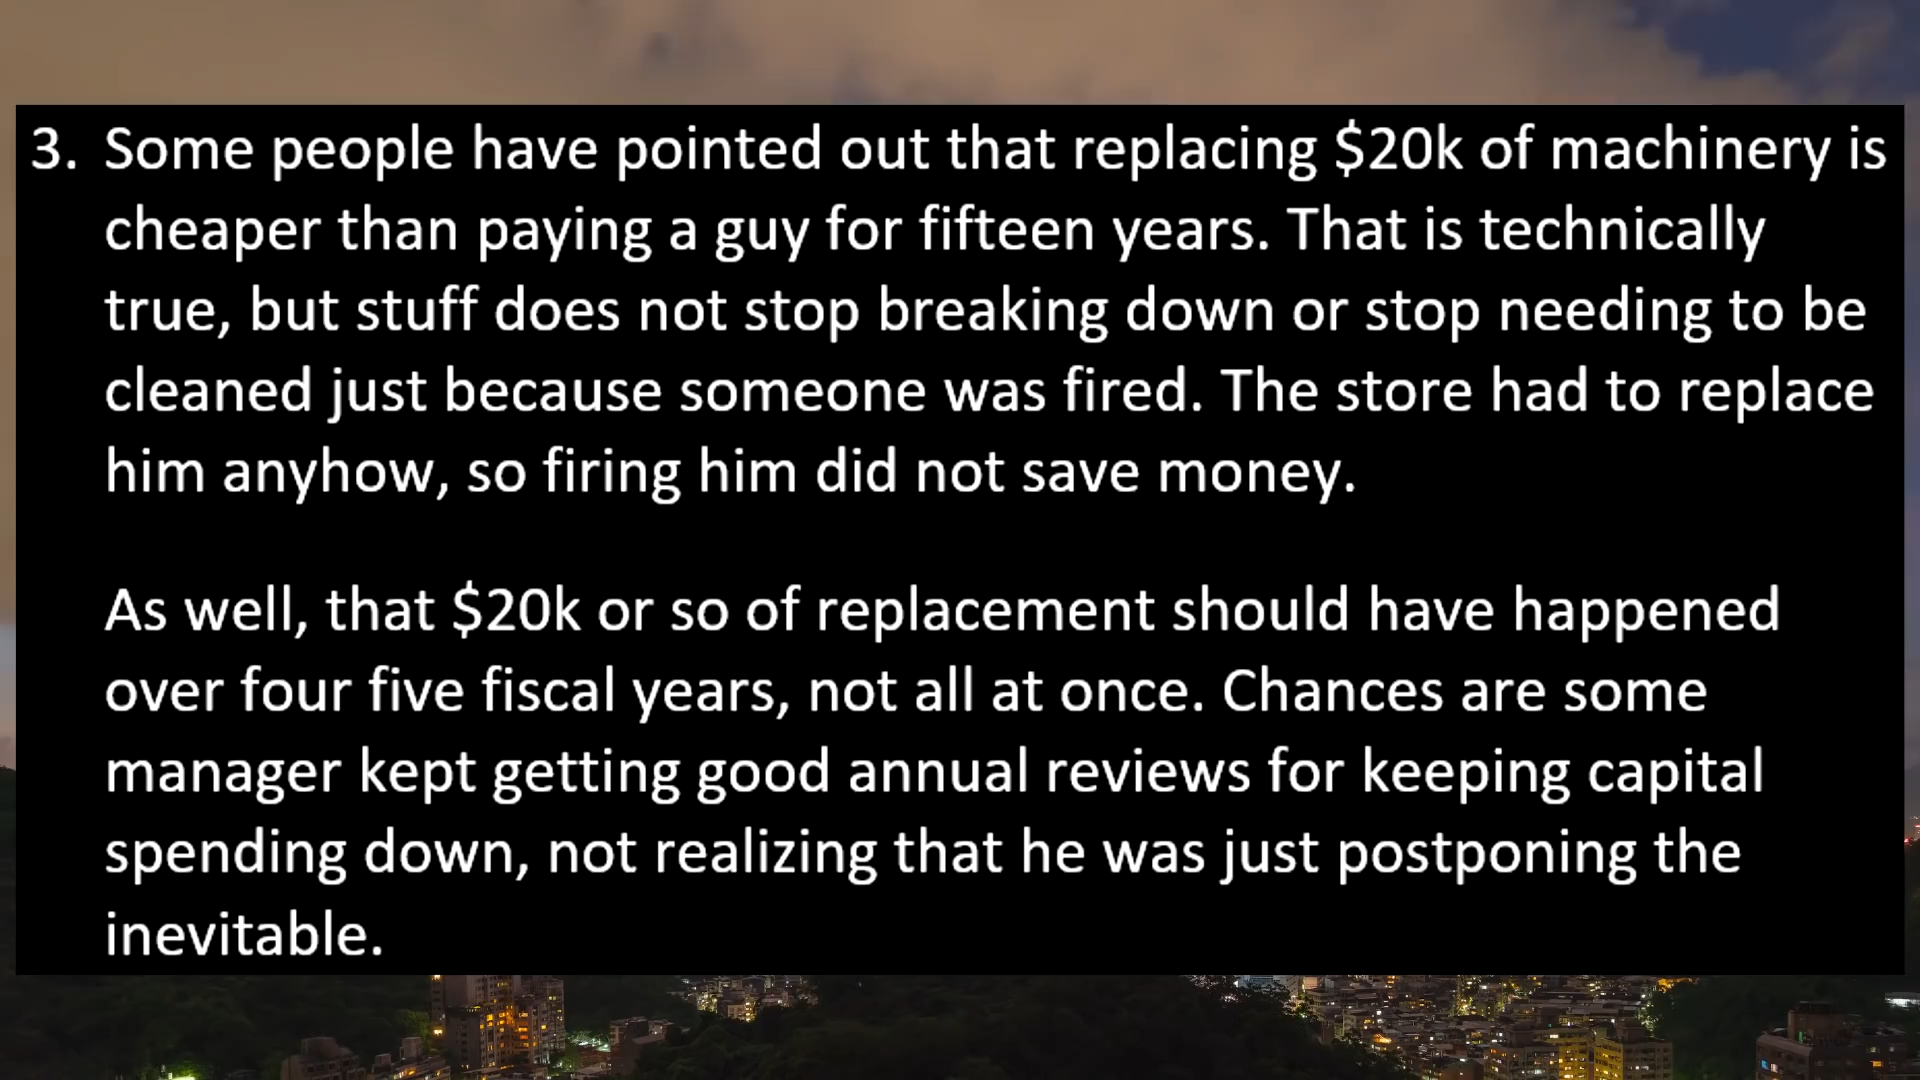 3. Some people have pointed out that replacing $20k of machinery is
cheaper than paying a guy for fifteen years. That is technically
true, but stuff does not stop breaking down or stop needing to be
cleaned just because someone was fired. The store had to replace
him anyhow, so firing him did not save money.
As well, that $20k or so of replacement should have happened
over four five fiscal years, not all at once. Chances are some
manager kept getting good annual reviews for keeping capital
spending down, not realizing that he was just postponing the
inevitable.